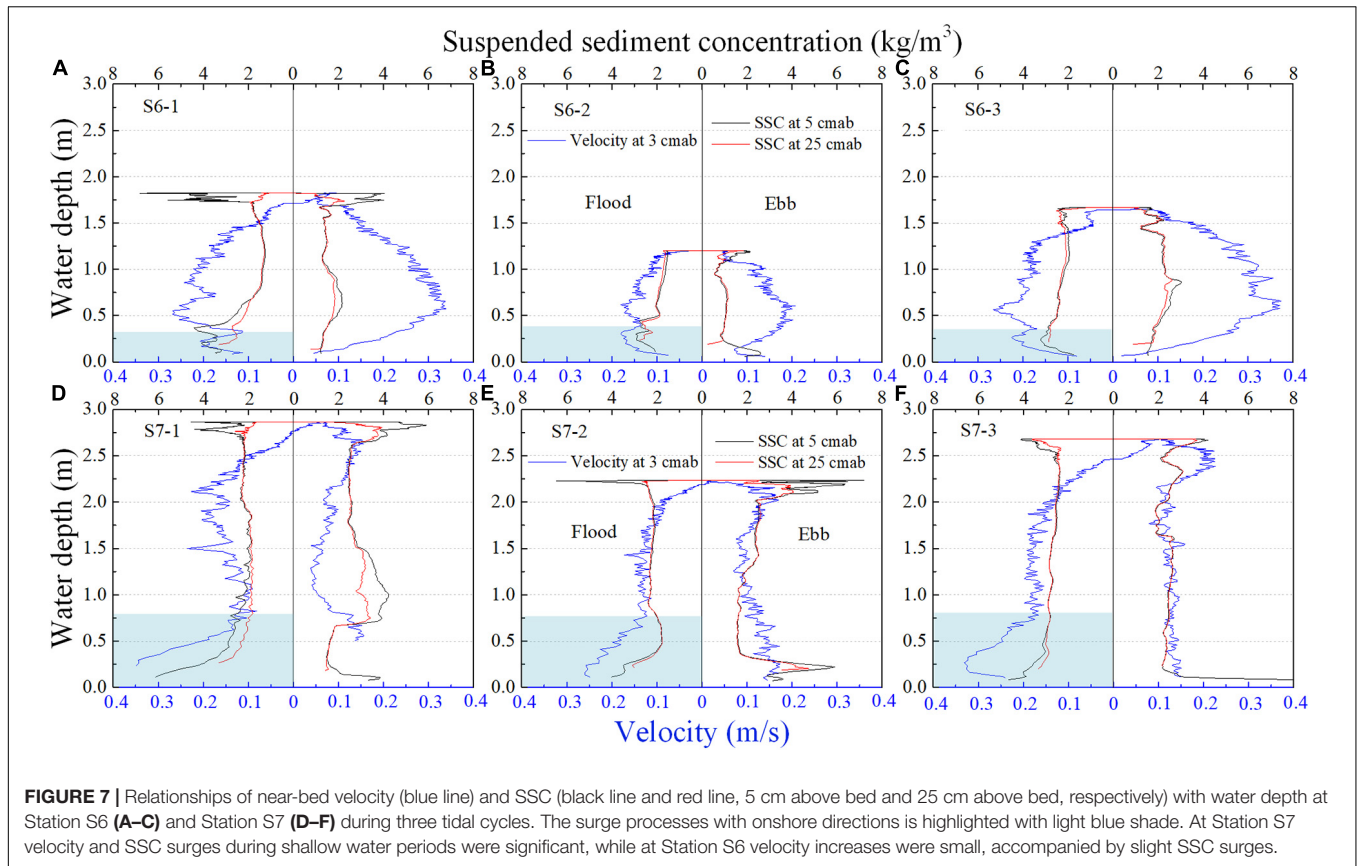 Suspended sediment concentration (kg/m³)
A
8 6 4 2 0 2 4 6 8
B
8 6 4 2 0 2 4 6 8
C
8 6 4 2 0 2 4 6 8
Water depth (m)
3.0
2.5
2.0
1.5
1.0
0.5
0.0
S6-1
S6-2
Velocity at 3 cmab
SSC at 5 cmab
SSC at 25 cmab
Flood
Ebb
S6-3
0.4 0.3 0.2 0.1 0 0.1 0.2 0.3 0.4
0.4 0.3 0.2 0.1 0 0.1 0.2 0.3 0.4
0.4 0.3 0.2 0.1 0 0.1 0.2 0.3 0.4
D
8 6 4 2 0 2 4 6 8
E
8 6 4 2 0 2 4 6 8
F
8 6 4 2 0 2 4 6 8
Water depth (m)
3.0
2.5
2.0
1.5
1.0
0.5
0.0
S7-1
S7-2
Velocity at 3 cmab
SSC at 5 cmab
SSC at 25 cmab
Flood
Ebb
S7-3
0.4 0.3 0.2 0.1 0 0.1 0.2 0.3 0.4
0.4 0.3 0.2 0.1 0 0.1 0.2 0.3 0.4
0.4 0.3 0.2 0.1 0 0.1 0.2 0.3 0.4
Velocity (m/s)
FIGURE 7 | Relationships of near-bed velocity (blue line) and SSC (black line and red line, 5 cm above bed and 25 cm above bed, respectively) with water depth at
Station S6 (A–C) and Station S7 (D–F) during three tidal cycles. The surge processes with onshore directions is highlighted with light blue shade. At Station S7
velocity and SSC surges during shallow water periods were significant, while at Station S6 velocity increases were small, accompanied by slight SSC surges.